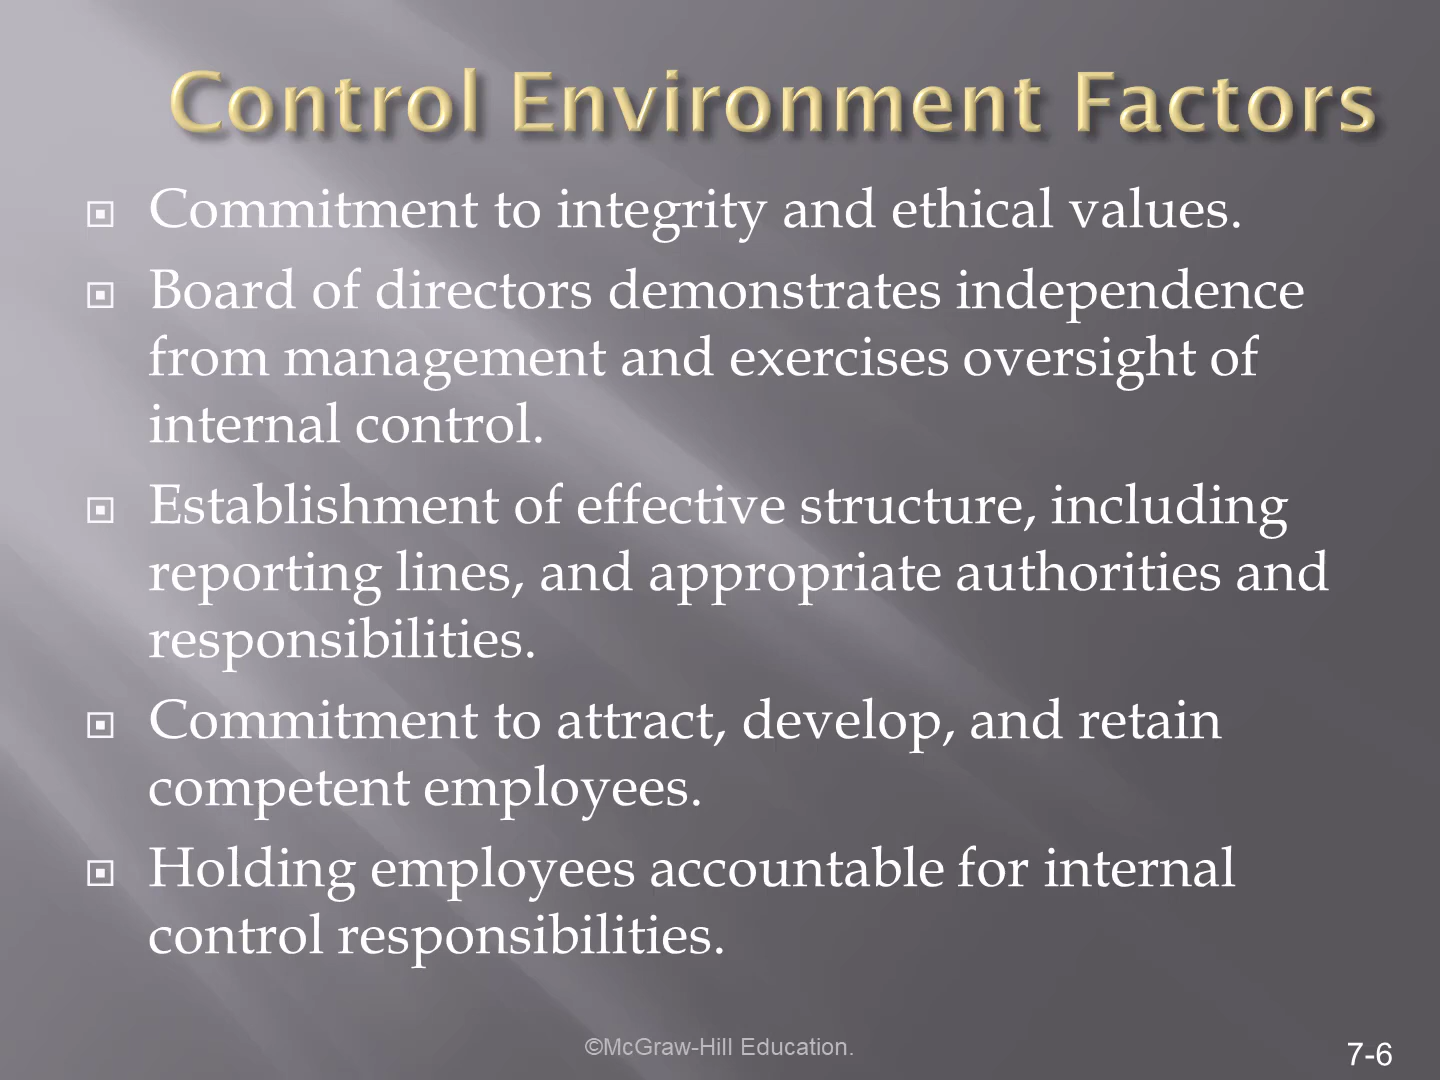 Control Environment Factors
Commitment to integrity and ethical values.
Board of directors demonstrates independence
from management and exercises oversight of
internal control.
Establishment of effective structure, including
reporting lines, and appropriate authorities and
responsibilities.
Commitment to attract, develop, and retain
competent employees.
Holding employees accountable for internal
control responsibilities.
©McGraw-Hill Education.
7-6